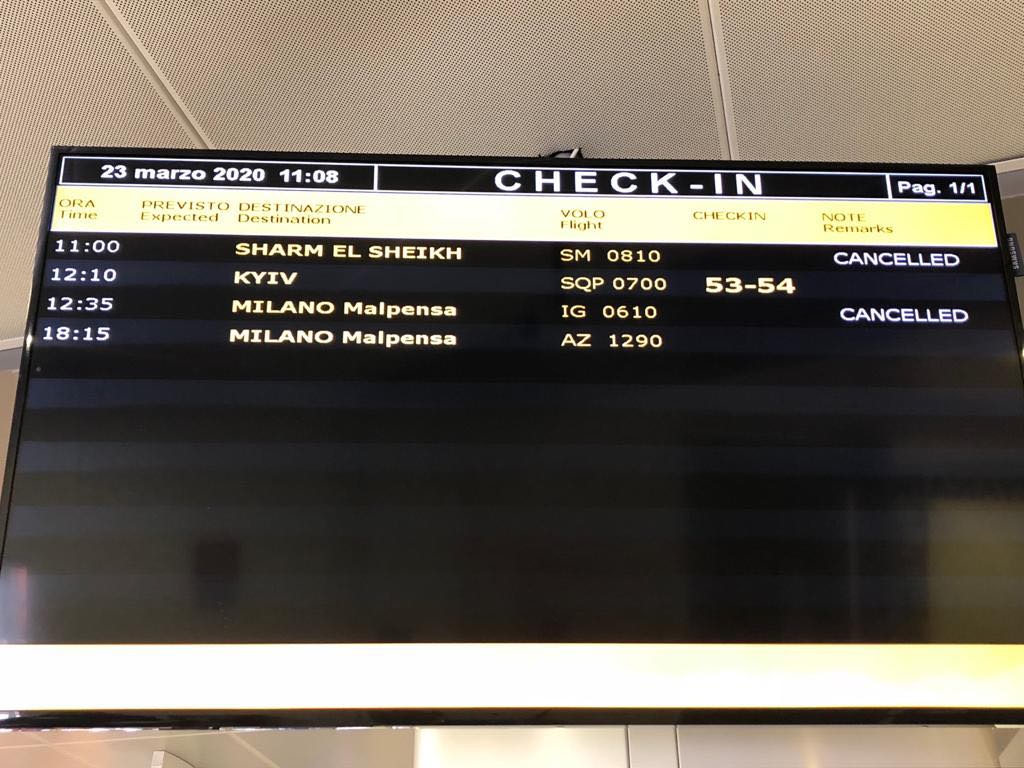 23 marzo 2020 11:08 CHECK-IN Pag. 1/1
ORA PREVISTO DESTINAZIONE VOLO CHECKIN NOTE
Time Expected Destination Flight Remarks
11:00 SHARM EL SHEIKH SM 0810 CANCELLED
12:10 KYIV SQP 0700 53-54
12:35 MILANO Malpensa IG 0610 CANCELLED
18:15 MILANO Malpensa AZ 1290
SAMSUNG